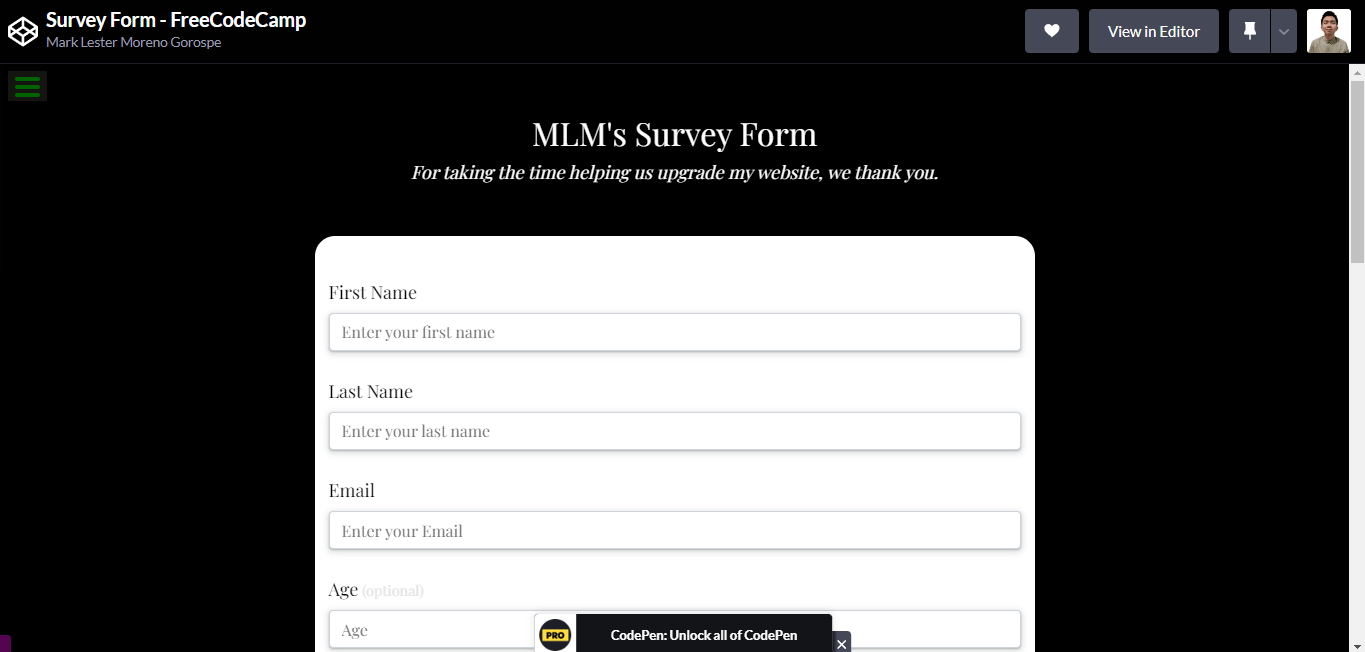 Survey Form - FreeCodeCamp
Mark Lester Moreno Gorospe
View in Editor
MLM's Survey Form
For taking the time helping us upgrade my website, we thank you.
First Name
Enter your first name
Last Name
Enter your last name
Email
Enter your Email
Age (optional)
Age
PRO
CodePen: Unlock all of CodePen